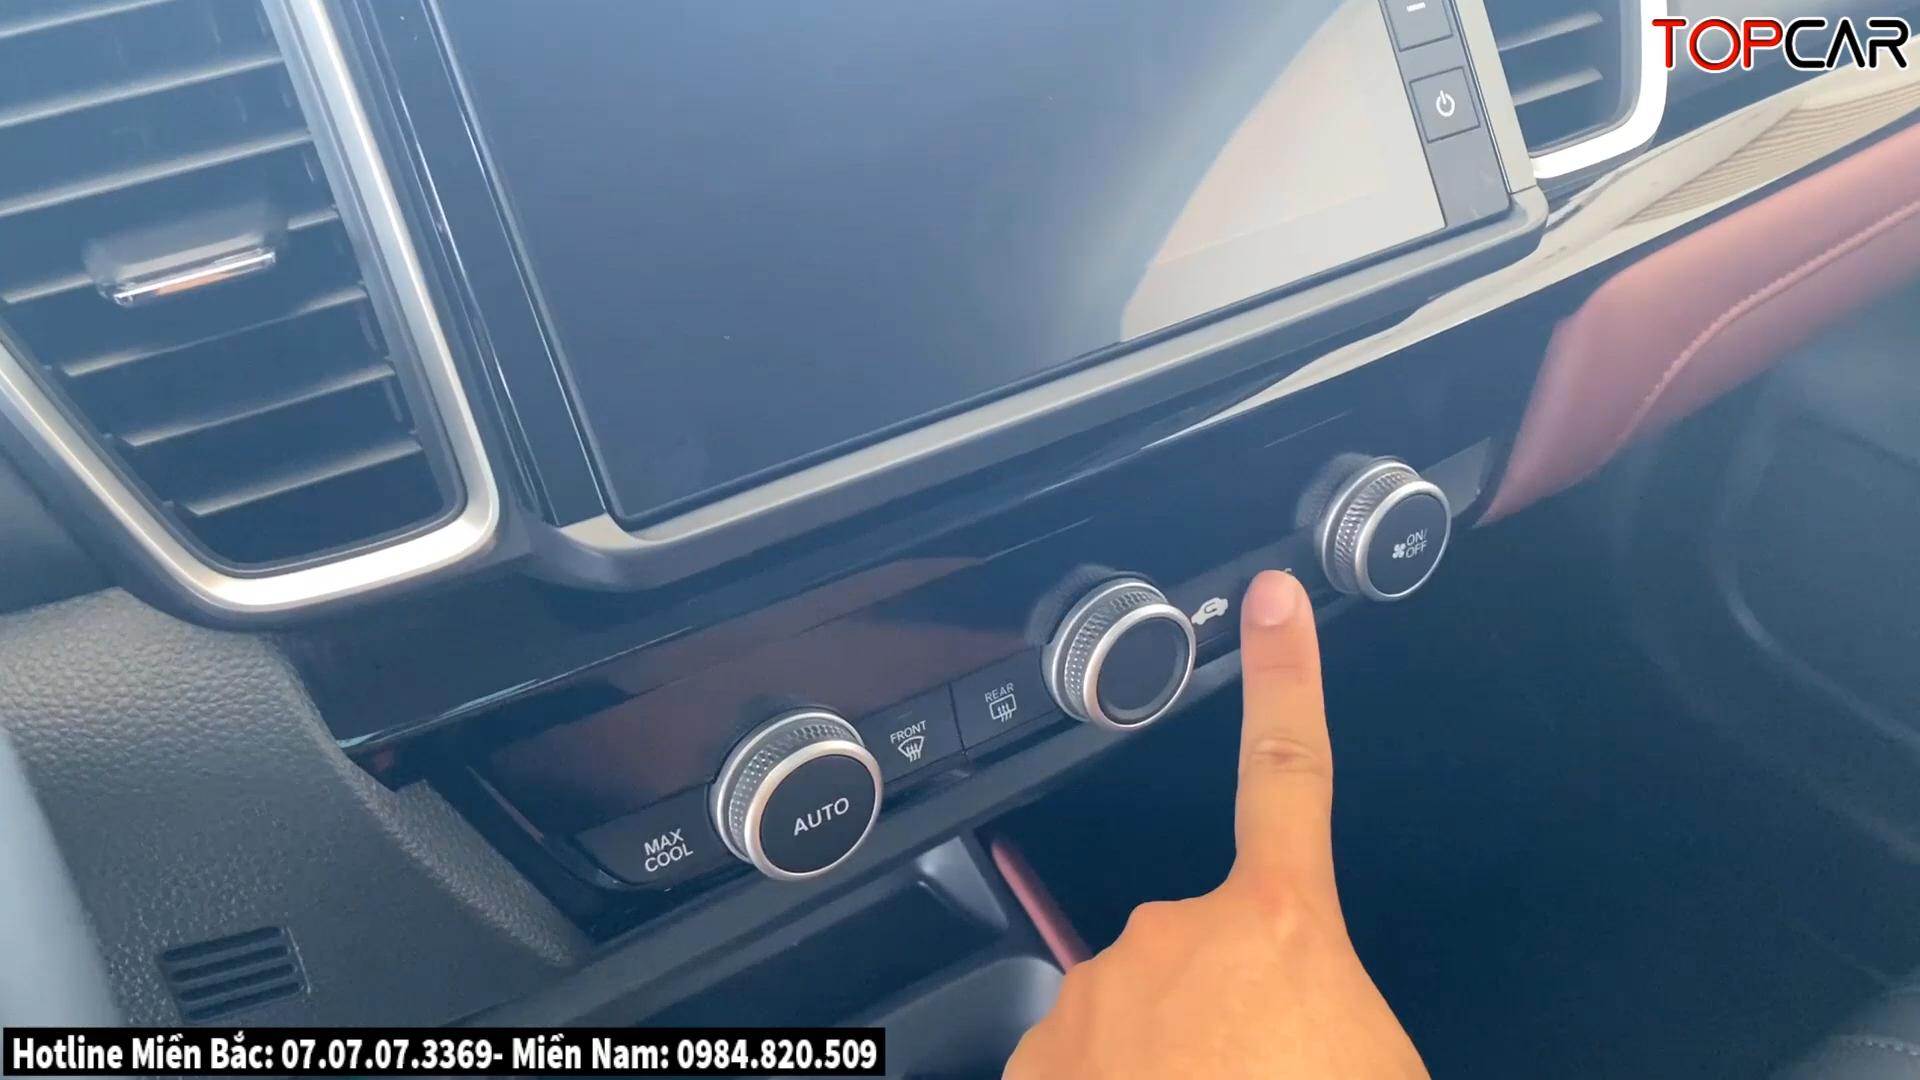 TOPCAR
ON/
OFF
REAR
FRONT
AUTO
MAX
COOL
Hotline Miền Bắc: 07.07.07.3369- Miền Nam: 0984.820.509